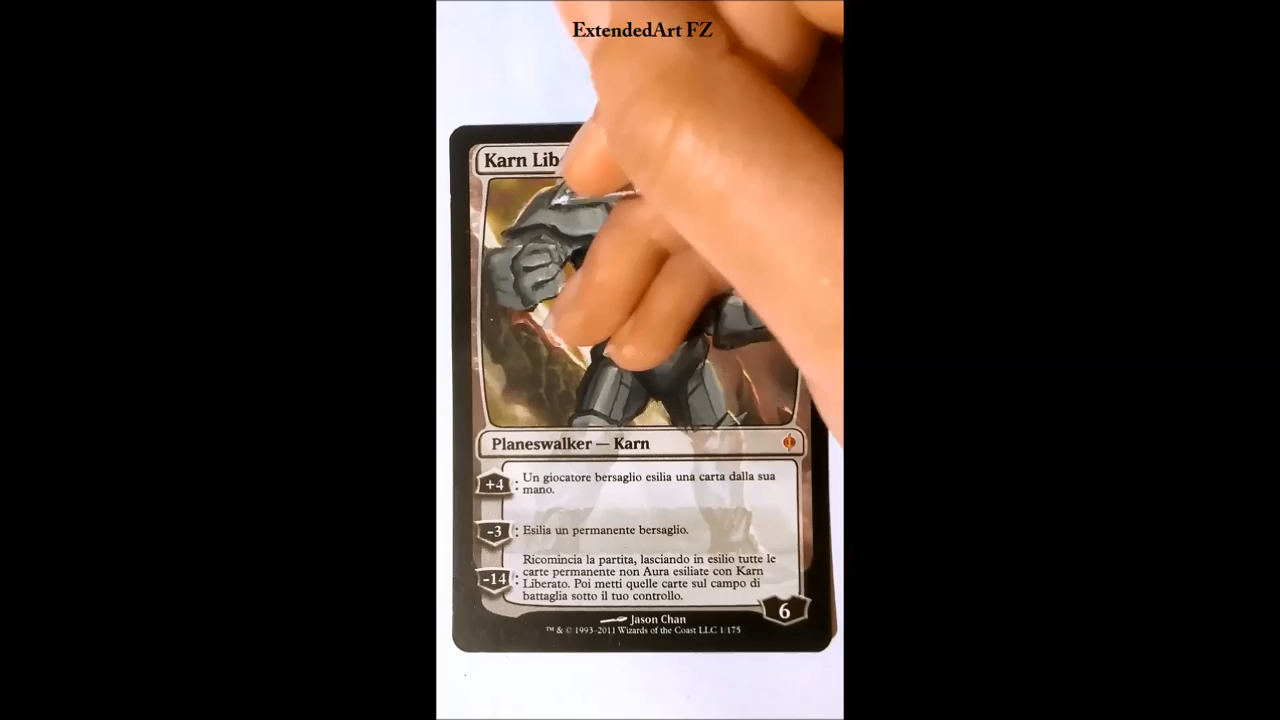 ExtendedArt FZ
Karn Lib
Planeswalker — Karn
+4 : Un giocatore bersaglio esilia una carta dalla sua
mano.
-3 : Esilia un permanente bersaglio.
Ricomincia la partita, lasciando in esilio tutte le
-14 : carte permanente non Aura esiliate con Karn
Liberato. Poi metti quelle carte sul campo di
battaglia sotto il tuo controllo.
6
Jason Chan
™ & © 1993–2011 Wizards of the Coast LLC 1/175